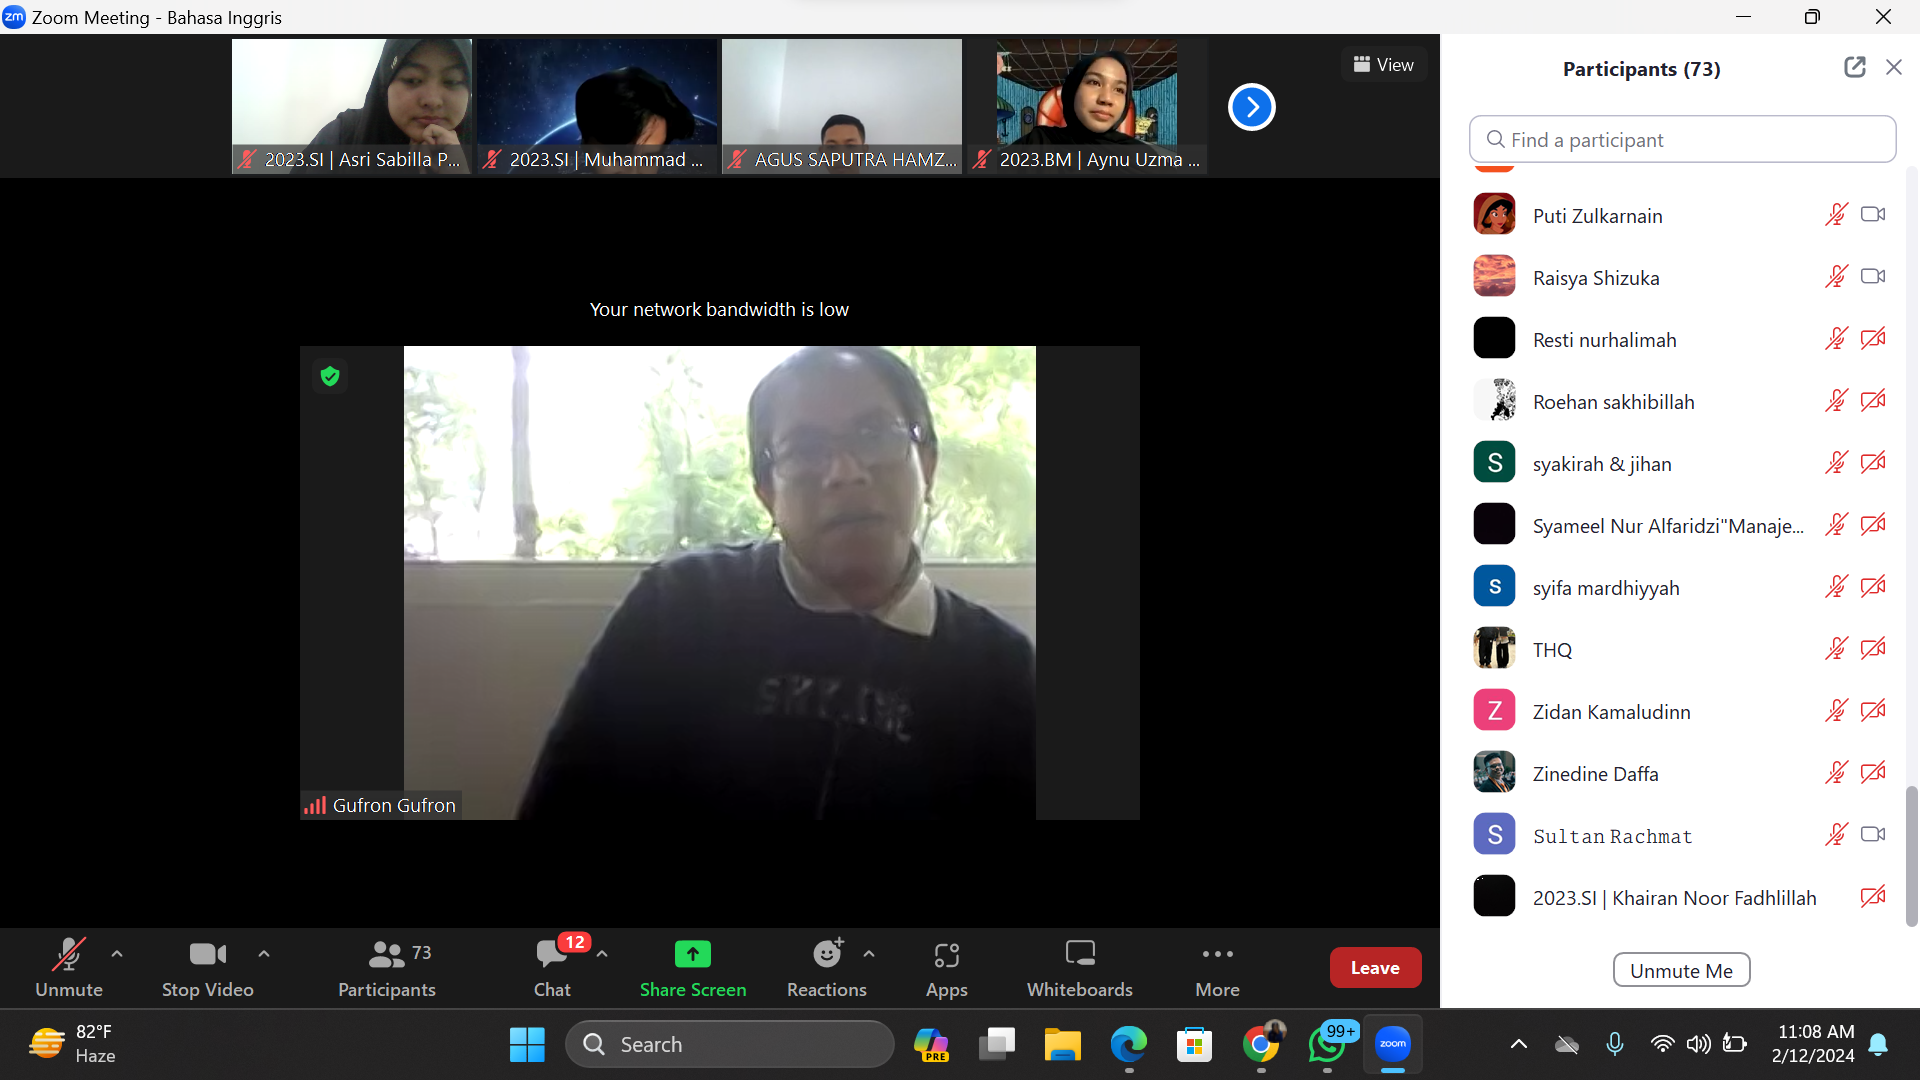 zm Zoom Meeting - Bahasa Inggris
2023.SI | Asri Sabilla P...
2023.SI | Muhammad ...
AGUS SAPUTRA HAMZ...
2023.BM | Aynu Uzma ...
View
Your network bandwidth is low
Gufron Gufron
Participants (73)
Find a participant
Puti Zulkarnain
Raisya Shizuka
Resti nurhalimah
Roehan sakhibillah
S syakirah & jihan
Syameel Nur Alfaridzi"Manaje...
s syifa mardhiyyah
THQ
Z Zidan Kamaludinn
Zinedine Daffa
S Sultan Rachmat
2023.SI | Khairan Noor Fadhlillah
Unmute Me
73
12
Unmute
Stop Video
Participants
Chat
Share Screen
Reactions
Apps
Whiteboards
More
Leave
82°F
Haze
Search
PRE
99+
zoom
11:08 AM
2/12/2024